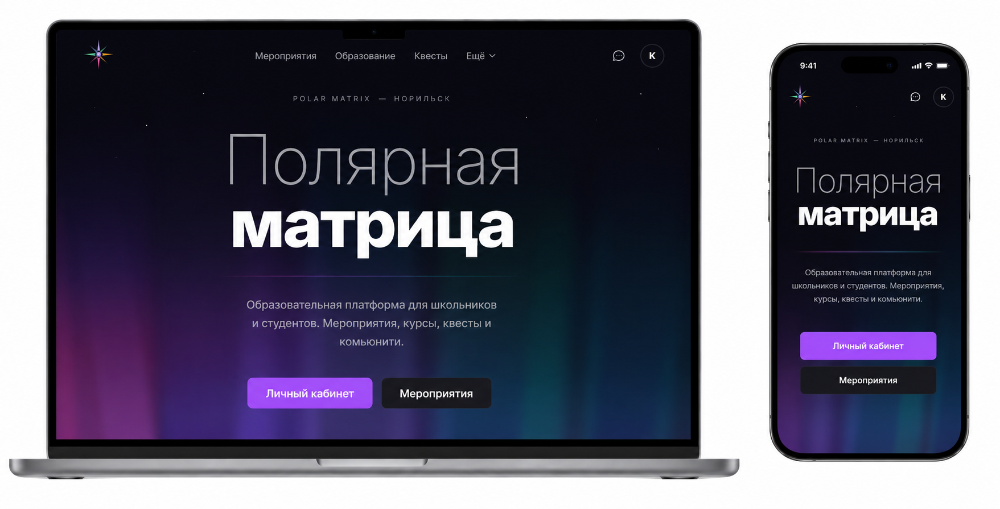 Мероприятия Образование Квесты Ещё
K
POLAR MATRIX — НОРИЛЬСК
Полярная
матрица
Образовательная платформа для школьников
и студентов. Мероприятия, курсы, квесты и
комьюнити.
Личный кабинет Мероприятия
9:41
K
POLAR MATRIX — НОРИЛЬСК
Полярная
матрица
Образовательная платформа для
школьников и студентов. Мероприятия,
курсы, квесты и комьюнити.
Личный кабинет
Мероприятия